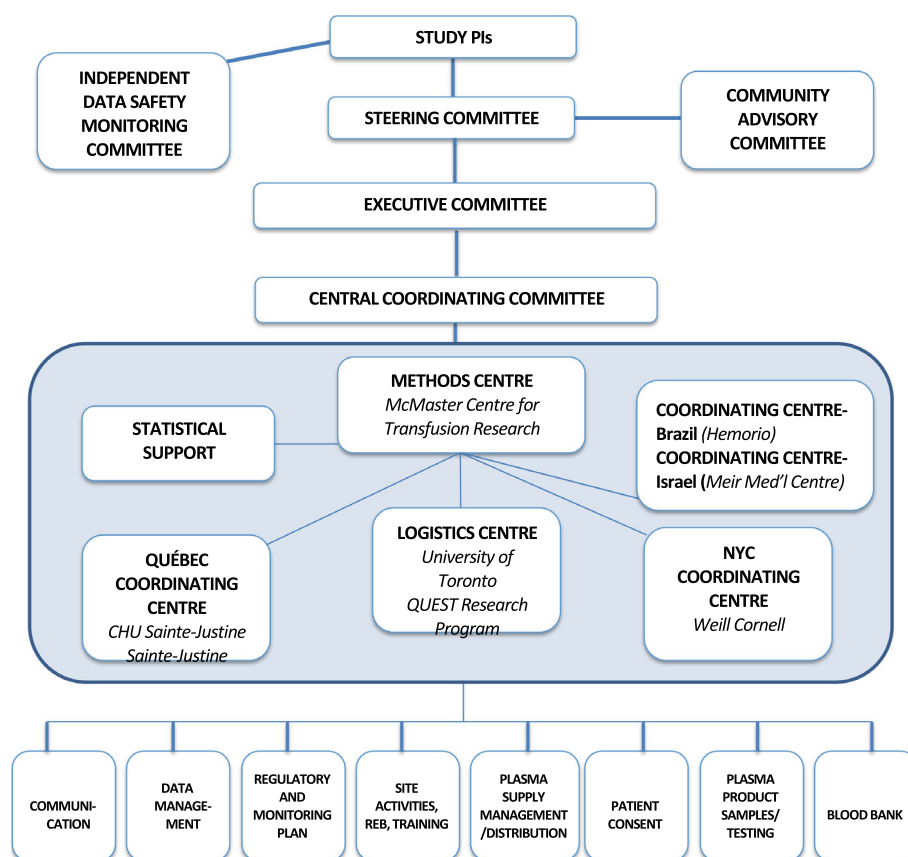 STUDY PIs
INDEPENDENT
DATA SAFETY
MONITORING
COMMITTEE
STEERING COMMITTEE
COMMUNITY
ADVISORY
COMMITTEE
EXECUTIVE COMMITTEE
CENTRAL COORDINATING COMMITTEE
METHODS CENTRE
McMaster Centre for
Transfusion Research
STATISTICAL
SUPPORT
COORDINATING CENTRE-
Brazil (Hemorio)
COORDINATING CENTRE-
Israel (Meir Med’l Centre)
QUÉBEC
COORDINATING
CENTRE
CHU Sainte-Justine
Sainte-Justine
LOGISTICS CENTRE
University of
Toronto
QUEST Research
Program
NYC
COORDINATING
CENTRE
Weill Cornell
COMMUNI-
CATION
DATA
MANAGE-
MENT
REGULATORY
AND
MONITORING
PLAN
SITE
ACTIVITIES,
REB, TRAINING
PLASMA
SUPPLY
MANAGEMENT
/DISTRIBUTION
PATIENT
CONSENT
PLASMA
PRODUCT
SAMPLES/
TESTING
BLOOD BANK